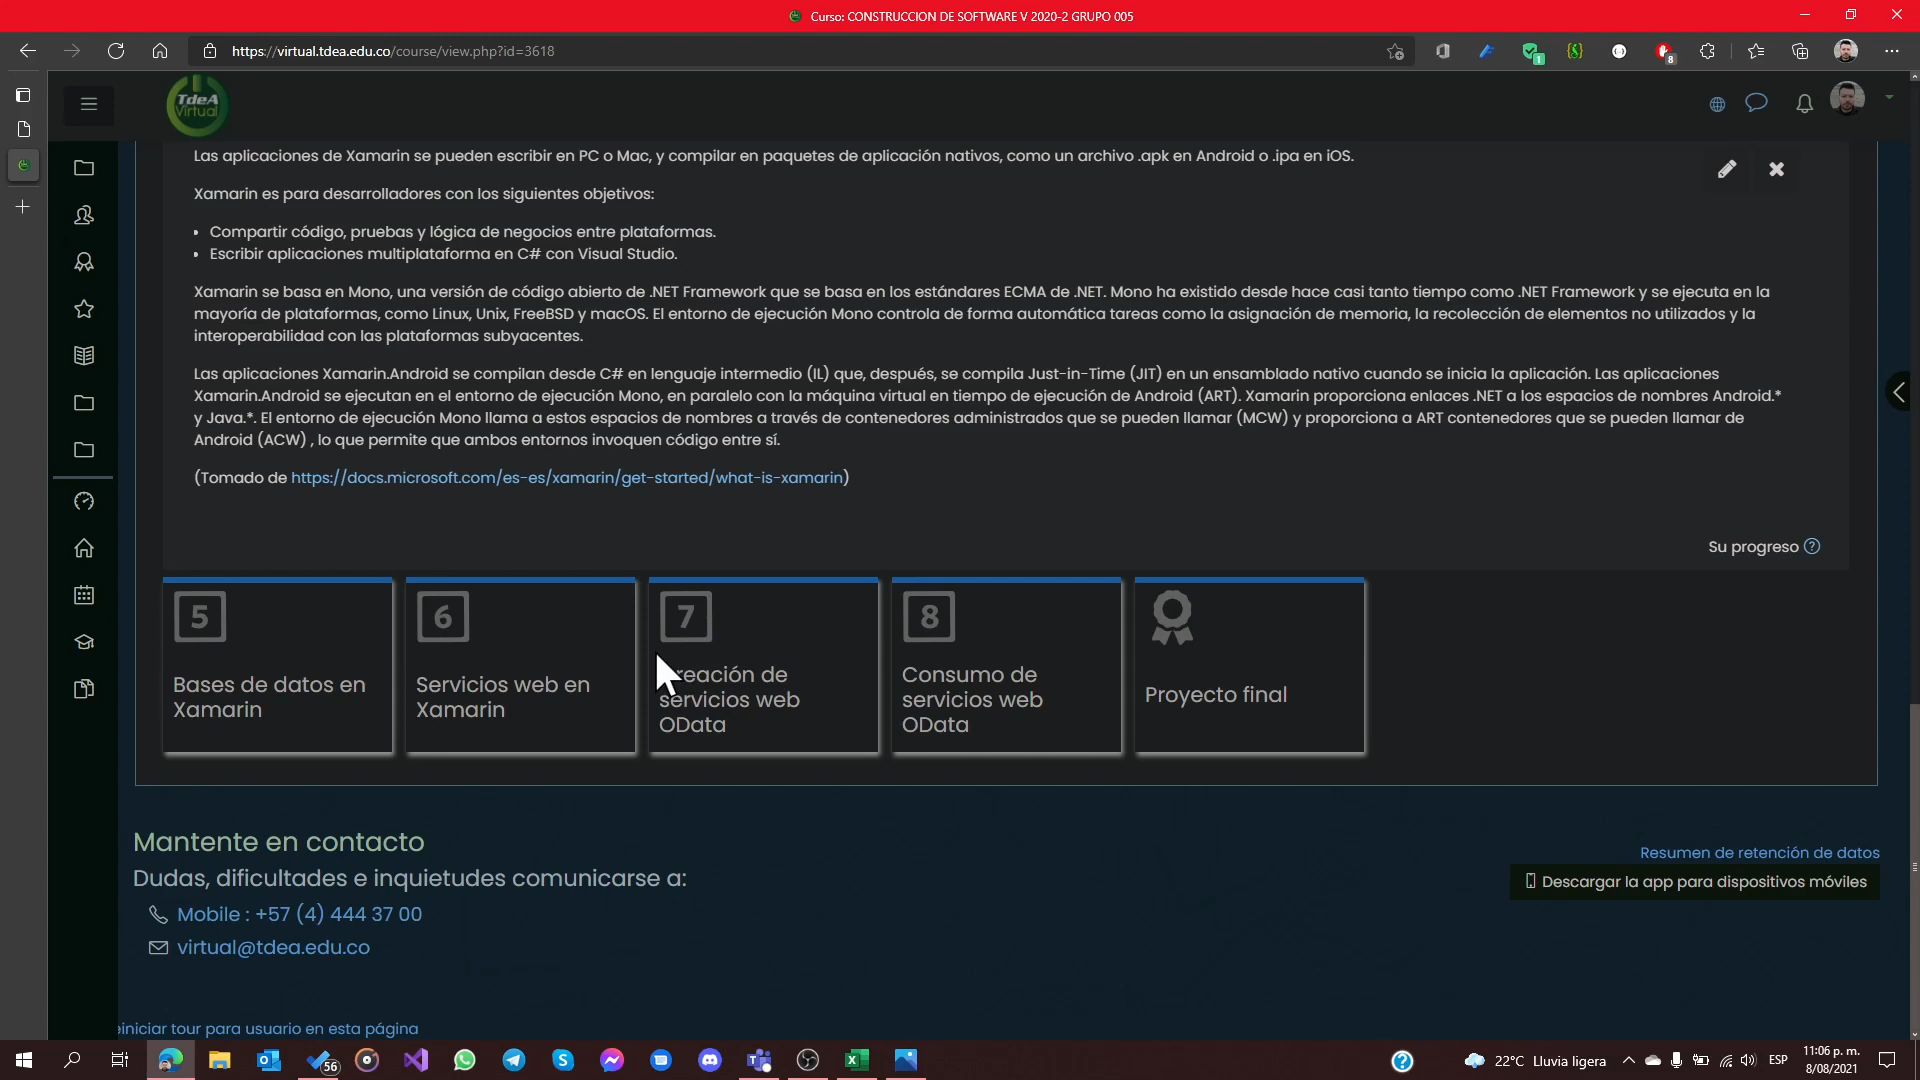 Curso: CONSTRUCCION DE SOFTWARE V 2020-2 GRUPO 005
https://virtual.tdea.edu.co/course/view.php?id=3618
1
8
TdeA
Virtual
Las aplicaciones de Xamarin se pueden escribir en PC o Mac, y compilar en paquetes de aplicación nativos, como un archivo .apk en Android o .ipa en iOS.
Xamarin es para desarrolladores con los siguientes objetivos:
• Compartir código, pruebas y lógica de negocios entre plataformas.
• Escribir aplicaciones multiplataforma en C# con Visual Studio.
Xamarin se basa en Mono, una versión de código abierto de .NET Framework que se basa en los estándares ECMA de .NET. Mono ha existido desde hace casi tanto tiempo como .NET Framework y se ejecuta en la
mayoría de plataformas, como Linux, Unix, FreeBSD y macOS. El entorno de ejecución Mono controla de forma automática tareas como la asignación de memoria, la recolección de elementos no utilizados y la
interoperabilidad con las plataformas subyacentes.
Las aplicaciones Xamarin.Android se compilan desde C# en lenguaje intermedio (IL) que, después, se compila Just-in-Time (JIT) en un ensamblado nativo cuando se inicia la aplicación. Las aplicaciones
Xamarin.Android se ejecutan en el entorno de ejecución Mono, en paralelo con la máquina virtual en tiempo de ejecución de Android (ART). Xamarin proporciona enlaces .NET a los espacios de nombres Android.*
y Java.*. El entorno de ejecución Mono llama a estos espacios de nombres a través de contenedores administrados que se pueden llamar (MCW) y proporciona a ART contenedores que se pueden llamar de
Android (ACW) , lo que permite que ambos entornos invoquen código entre sí.
(Tomado de https://docs.microsoft.com/es-es/xamarin/get-started/what-is-xamarin)
Su progreso
5
Bases de datos en
Xamarin
6
Servicios web en
Xamarin
7
reación de
servicios web
OData
8
Consumo de
servicios web
OData
Proyecto final
Mantente en contacto
Dudas, dificultades e inquietudes comunicarse a:
Mobile : +57 (4) 444 37 00
virtual@tdea.edu.co
Resumen de retención de datos
Descargar la app para dispositivos móviles
einiciar tour para usuario en esta página
56
22°C Lluvia ligera
ESP
11:06 p. m.
8/08/2021